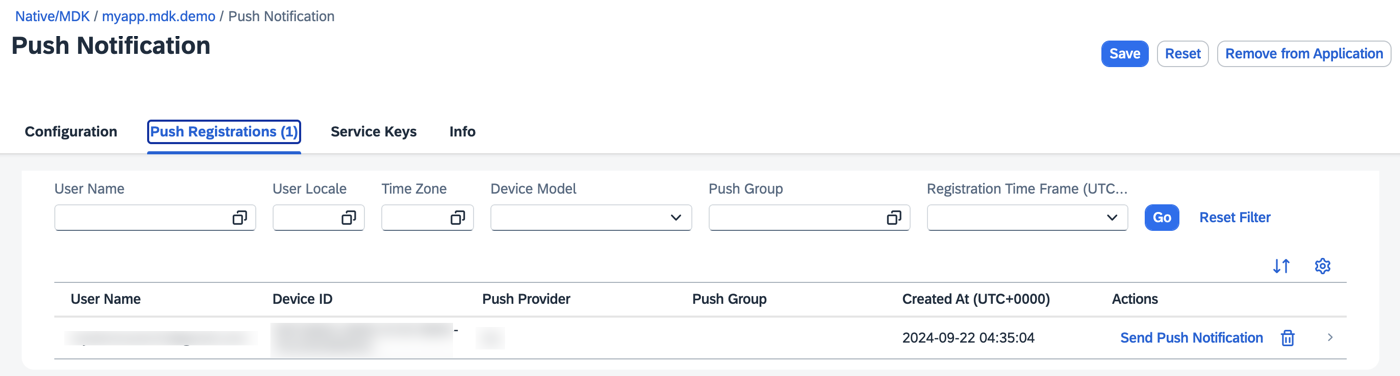 Native/MDK / myapp.mdk.demo / Push Notification
Push Notification
Save Reset Remove from Application
Configuration Push Registrations (1) Service Keys Info
User Name User Locale Time Zone Device Model Push Group Registration Time Frame (UTC...
Go Reset Filter
User Name Device ID Push Provider Push Group Created At (UTC+0000) Actions
2024-09-22 04:35:04 Send Push Notification